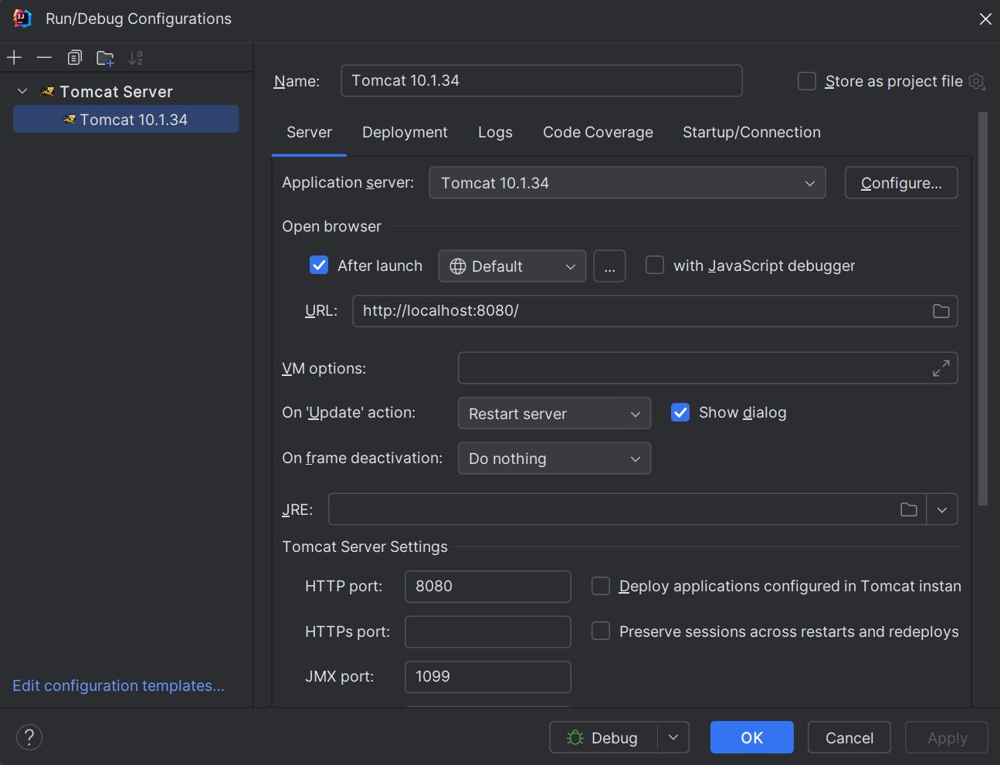 Run/Debug Configurations
Tomcat Server
Tomcat 10.1.34
Edit configuration templates...
Name: Tomcat 10.1.34 Store as project file
Server Deployment Logs Code Coverage Startup/Connection
Application server: Tomcat 10.1.34 Configure...
Open browser
After launch Default ... with JavaScript debugger
URL: http://localhost:8080/
VM options:
On 'Update' action: Restart server Show dialog
On frame deactivation: Do nothing
JRE:
Tomcat Server Settings
HTTP port: 8080 Deploy applications configured in Tomcat instan
HTTPs port: Preserve sessions across restarts and redeploys
JMX port: 1099
? Debug OK Cancel Apply